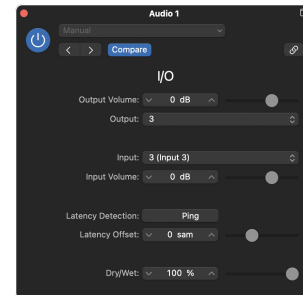 Audio 1
Manual
Compare
I/O
Output Volume: 0 dB
Output: 3
Input: 3 (Input 3)
Input Volume: 0 dB
Latency Detection: Ping
Latency Offset: 0 sam
Dry/Wet: 100 %